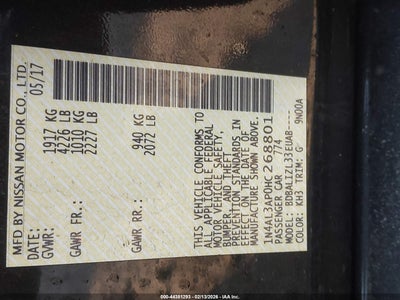 MFD BY NISSAN MOTOR CO., LTD.
DATE: 05/17
GVWR: 1917 KG
4226 LB
GAWR FR.: 1010 KG
2227 LB
GAWR RR.: 940 KG
2072 LB
THIS VEHICLE CONFORMS TO
ALL APPLICABLE FEDERAL
MOTOR VEHICLE SAFETY,
BUMPER, AND THEFT
PREVENTION STANDARDS IN
EFFECT ON THE DATE OF
MANUFACTURE SHOWN ABOVE.
1N4AL3AP0HC268801
PASSENGER CAR 774
MODEL: BDBALIZL33EUAB----
COLOR: KH3 TRIM: G 9N00A
000-44381293 - 02/13/2026 - IAA Inc.